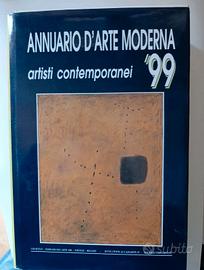 ANNUARIO D'ARTE MODERNA
artisti contemporanei '99
subito